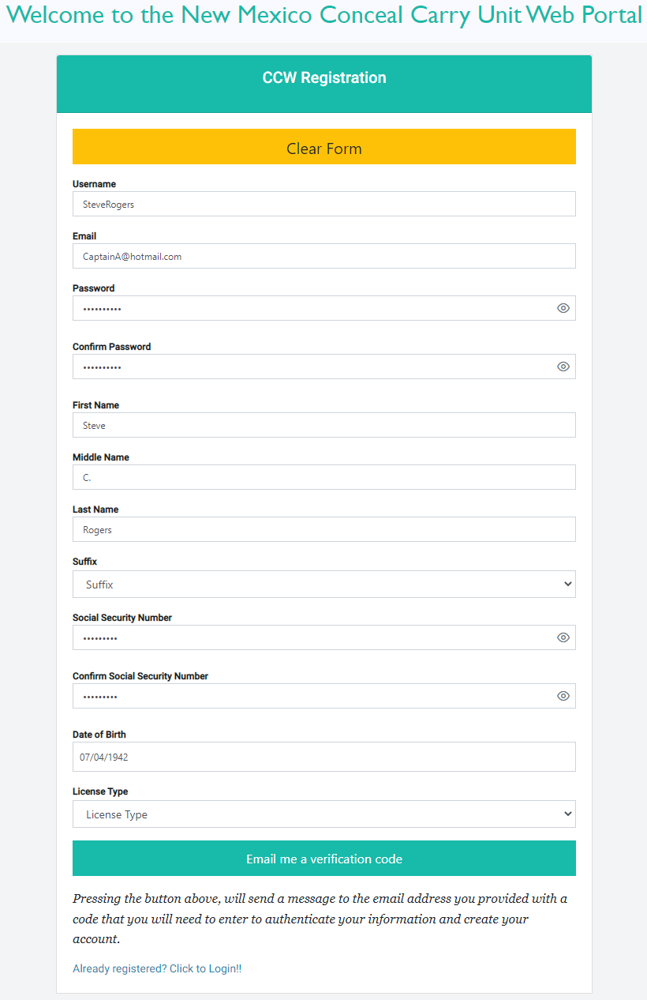 Welcome to the New Mexico Conceal Carry Unit Web Portal
CCW Registration
Clear Form
Username
SteveRogers
Email
CaptainA@hotmail.com
Password
••••••••••
Confirm Password
••••••••••
First Name
Steve
Middle Name
C.
Last Name
Rogers
Suffix
Suffix
Social Security Number
•••••••••
Confirm Social Security Number
•••••••••
Date of Birth
07/04/1942
License Type
License Type
Email me a verification code
Pressing the button above, will send a message to the email address you provided with a
code that you will need to enter to authenticate your information and create your
account.
Already registered? Click to Login!!